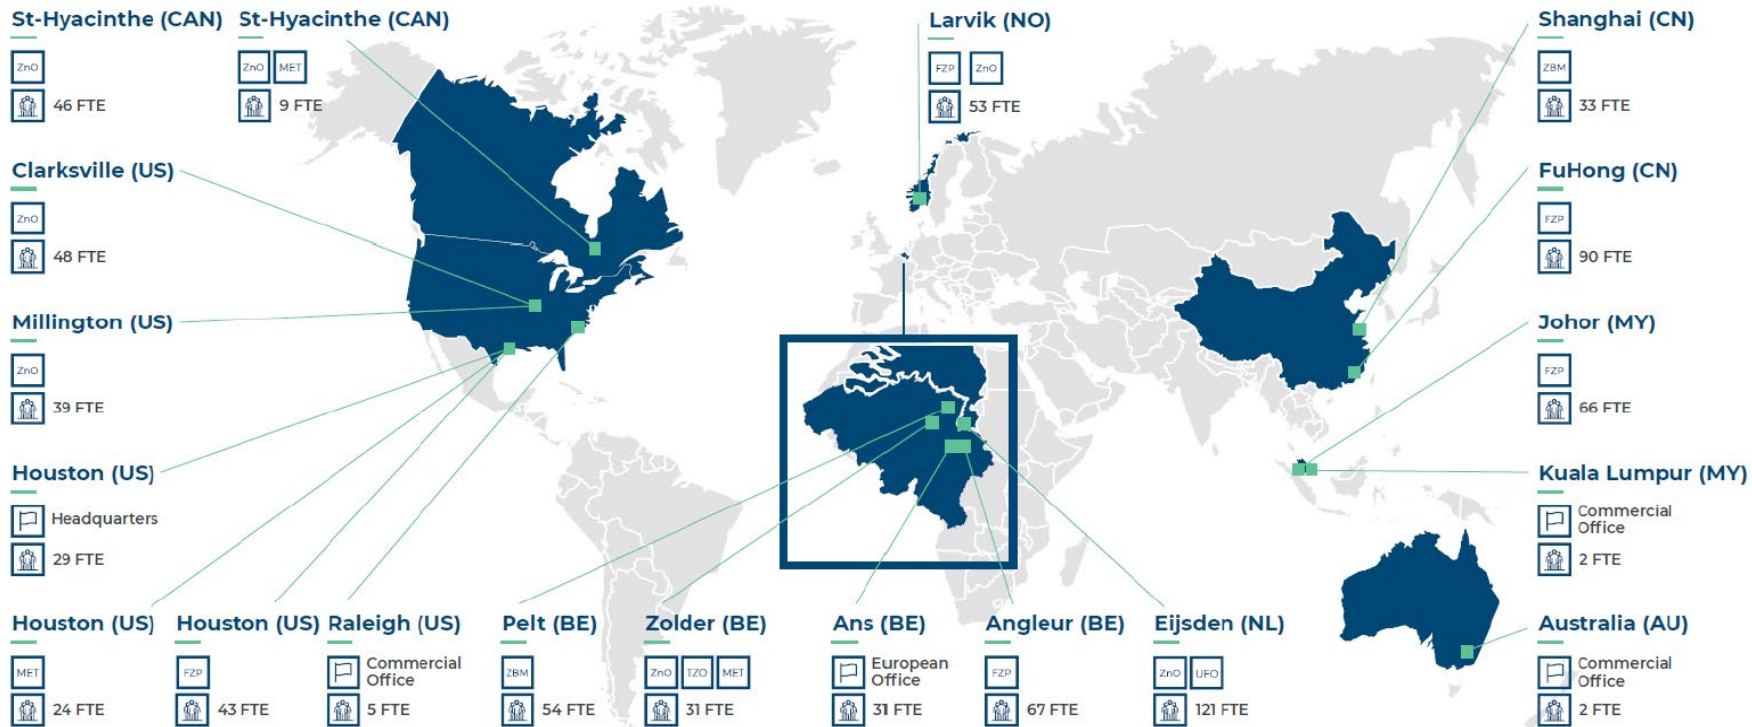 St-Hyacinthe (CAN)
ZnO
46 FTE
St-Hyacinthe (CAN)
ZnO MET
9 FTE
Larvik (NO)
FZP ZnO
53 FTE
Shanghai (CN)
ZBM
33 FTE
Clarksville (US)
ZnO
48 FTE
FuHong (CN)
FZP
90 FTE
Millington (US)
ZnO
39 FTE
Johor (MY)
FZP
66 FTE
Houston (US)
Headquarters
29 FTE
Kuala Lumpur (MY)
Commercial
Office
2 FTE
Houston (US)
MET
24 FTE
Houston (US)
FZP
43 FTE
Raleigh (US)
Commercial
Office
5 FTE
Pelt (BE)
ZBM
54 FTE
Zolder (BE)
ZnO TZO MET
31 FTE
Ans (BE)
European
Office
31 FTE
Angleur (BE)
FZP
67 FTE
Eijsden (NL)
ZnO UFO
121 FTE
Australia (AU)
Commercial
Office
2 FTE